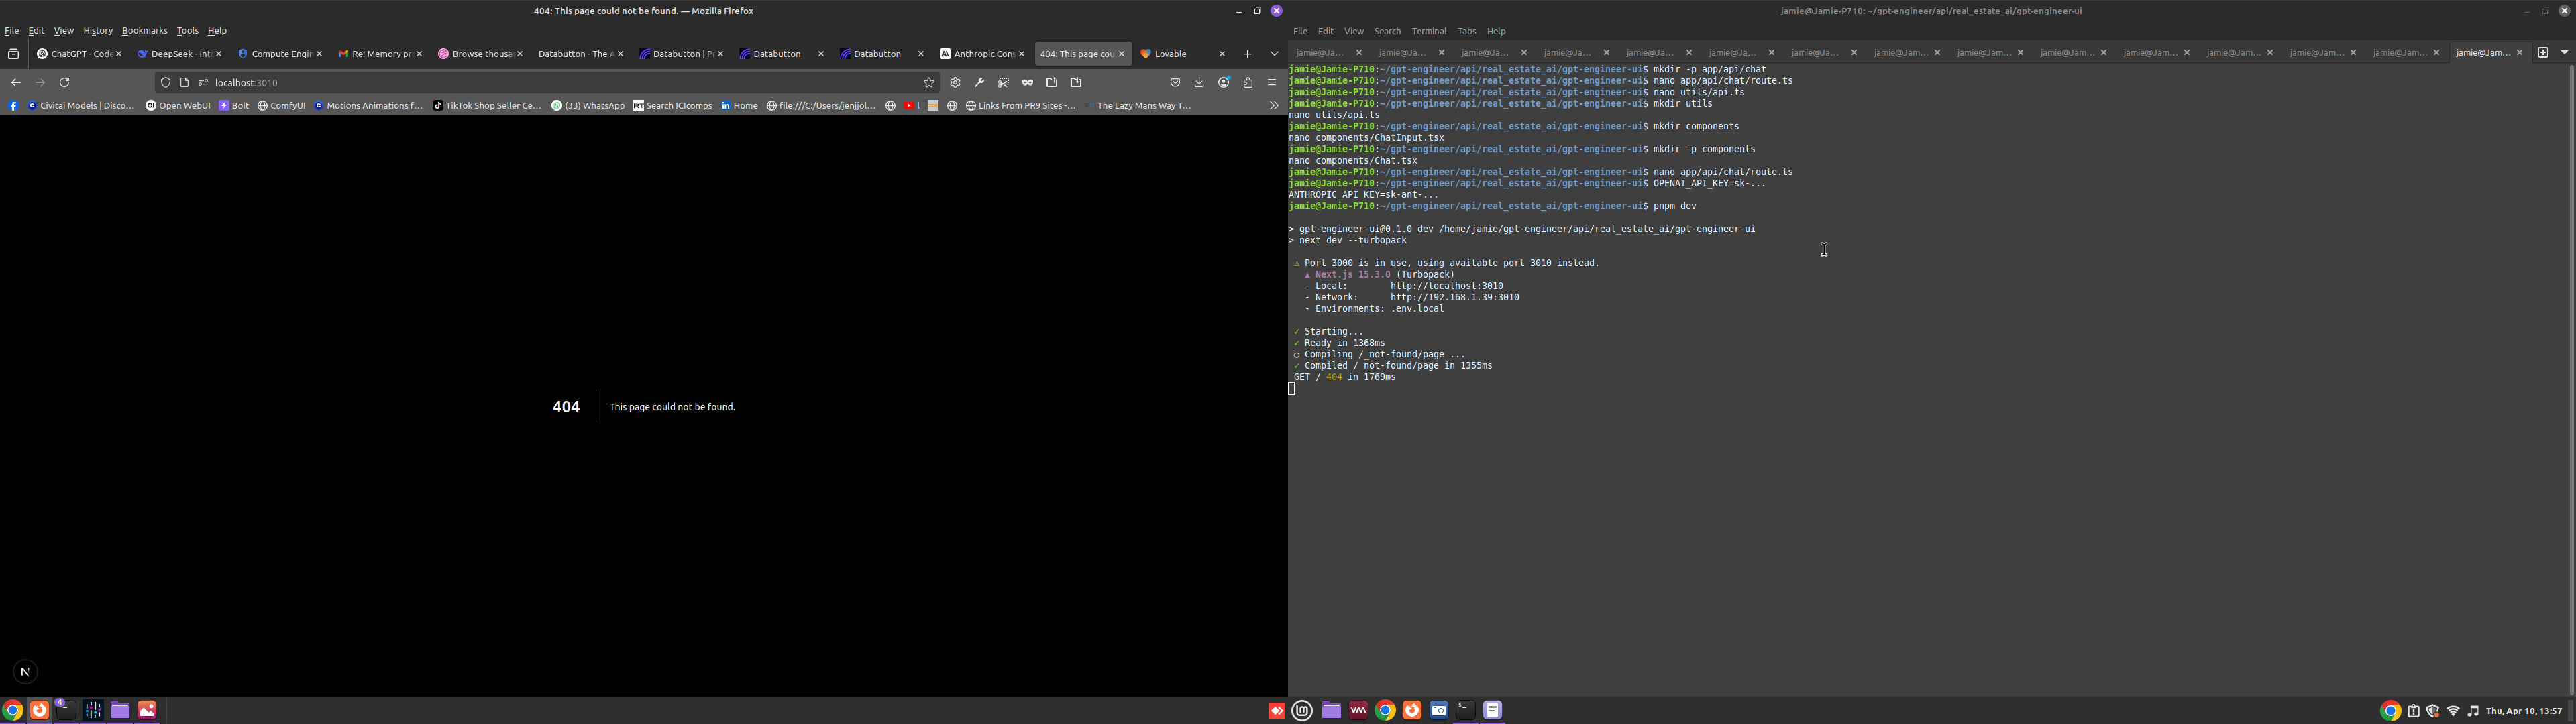 404: This page could not be found. — Mozilla Firefox
File Edit View History Bookmarks Tools Help
ChatGPT - Code
DeepSeek - Int
Compute Engin
Re: Memory pr
Browse thousa
Databutton - The A
Databutton | P
Databutton
Databutton
Anthropic Cons
404: This page cou
Lovable
localhost:3010
Civitai Models | Disco…
Open WebUI
Bolt
ComfyUI
Motions Animations f…
TikTok Shop Seller Ce…
(33) WhatsApp
Search ICIcomps
Home
file:///C:/Users/jenjjol…
Links From PR9 Sites -…
The Lazy Mans Way T…
404
This page could not be found.
N
jamie@Jamie-P710: ~/gpt-engineer/api/real_estate_ai/gpt-engineer-ui
File Edit View Search Terminal Tabs Help
jamie@Ja… jamie@Ja… jamie@Ja… jamie@Ja… jamie@Ja… jamie@Ja… jamie@Ja… jamie@Jam… jamie@Jam… jamie@Jam… jamie@Jam… jamie@Jam… jamie@Jam… jamie@Jam… jamie@Jam…
jamie@Jamie-P710:~/gpt-engineer/api/real_estate_ai/gpt-engineer-ui$ mkdir -p app/api/chat
jamie@Jamie-P710:~/gpt-engineer/api/real_estate_ai/gpt-engineer-ui$ nano app/api/chat/route.ts
jamie@Jamie-P710:~/gpt-engineer/api/real_estate_ai/gpt-engineer-ui$ nano utils/api.ts
jamie@Jamie-P710:~/gpt-engineer/api/real_estate_ai/gpt-engineer-ui$ mkdir utils
nano utils/api.ts
jamie@Jamie-P710:~/gpt-engineer/api/real_estate_ai/gpt-engineer-ui$ mkdir components
nano components/ChatInput.tsx
jamie@Jamie-P710:~/gpt-engineer/api/real_estate_ai/gpt-engineer-ui$ mkdir -p components
nano components/Chat.tsx
jamie@Jamie-P710:~/gpt-engineer/api/real_estate_ai/gpt-engineer-ui$ nano app/api/chat/route.ts
jamie@Jamie-P710:~/gpt-engineer/api/real_estate_ai/gpt-engineer-ui$ OPENAI_API_KEY=sk-...
ANTHROPIC_API_KEY=sk-ant-...
jamie@Jamie-P710:~/gpt-engineer/api/real_estate_ai/gpt-engineer-ui$ pnpm dev
> gpt-engineer-ui@0.1.0 dev /home/jamie/gpt-engineer/api/real_estate_ai/gpt-engineer-ui
> next dev --turbopack
⚠ Port 3000 is in use, using available port 3010 instead.
▲ Next.js 15.3.0 (Turbopack)
- Local: http://localhost:3010
- Network: http://192.168.1.39:3010
- Environments: .env.local
✓ Starting...
✓ Ready in 1368ms
○ Compiling /_not-found/page ...
✓ Compiled /_not-found/page in 1355ms
GET / 404 in 1769ms
4
Thu, Apr 10, 13:57